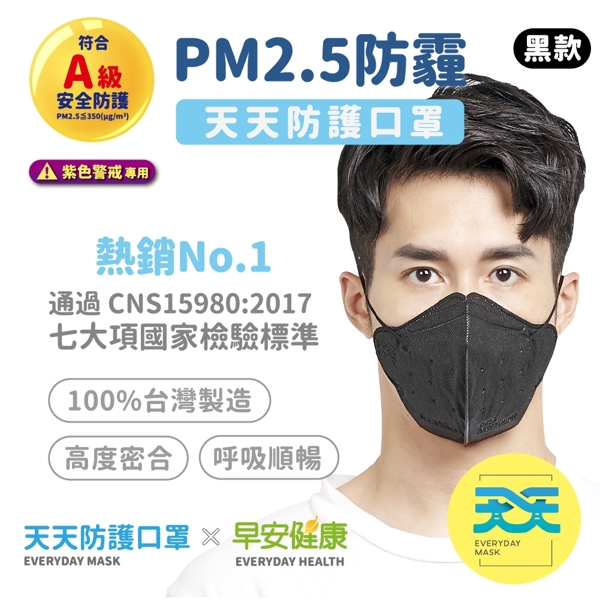 符合
A級
安全防護
PM2.5≦350(μg/m³)
PM2.5防霾
黑款
天天防護口罩
紫色警戒專用
熱銷No.1
通過 CNS15980:2017
七大項國家檢驗標準
100%台灣製造
高度密合
呼吸順暢
天天防護口罩 × 早安健康
EVERYDAY MASK EVERYDAY HEALTH
天天
EVERYDAY
MASK